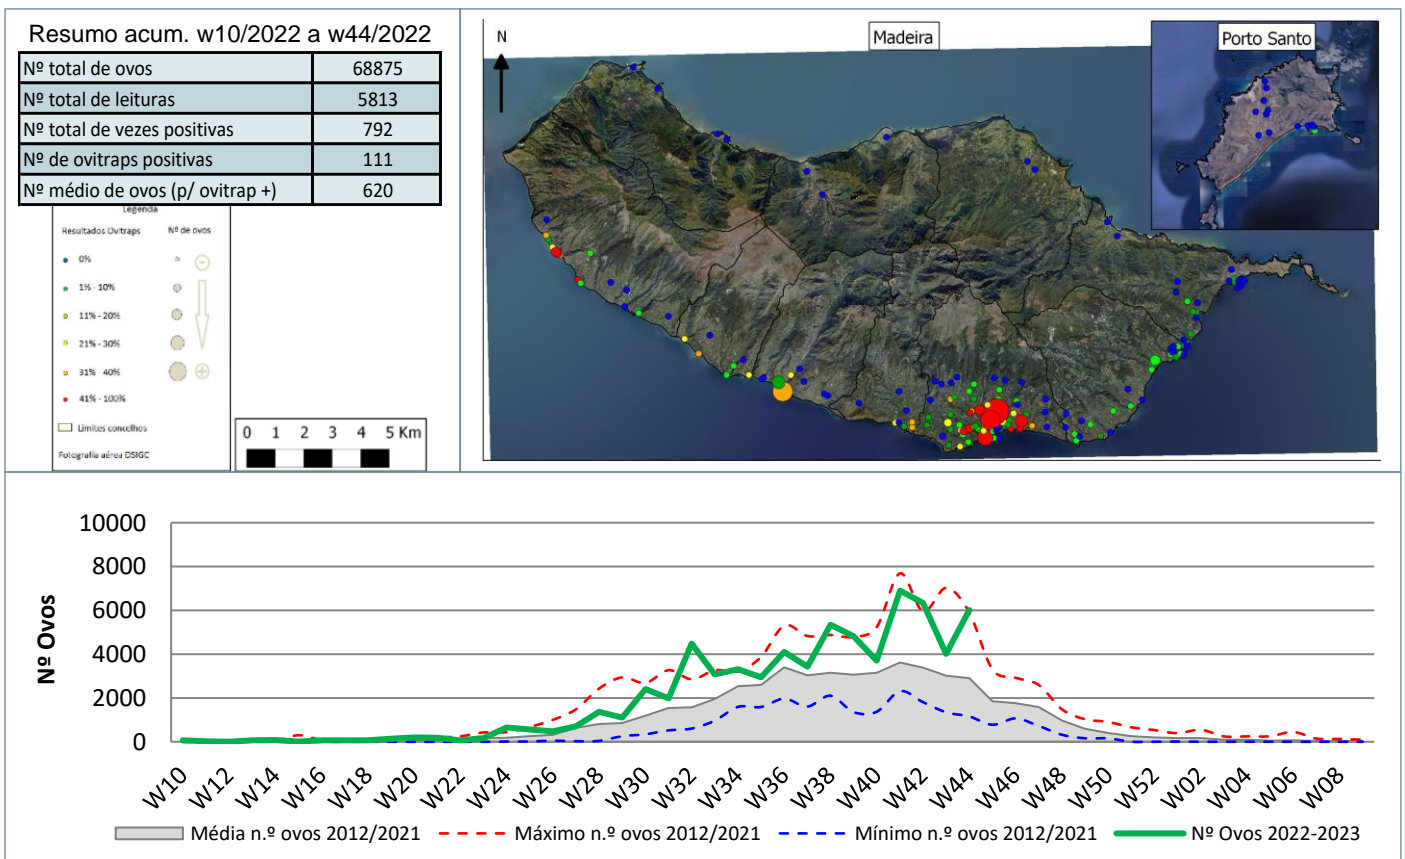 Resumo acum. w10/2022 a w44/2022
Nº total de ovos 68875
Nº total de leituras 5813
Nº total de vezes positivas 792
Nº de ovitraps positivas 111
Nº médio de ovos (p/ ovitrap +) 620
Legenda
Resultados Ovitraps Nº de ovos
0%
1% - 10%
11% - 20%
21% - 30%
31% - 40%
41% - 100%
Limites concelhos
Fotografia aérea DSIGC
0 1 2 3 4 5 Km
N
Madeira
Porto Santo
Nº Ovos
10000
8000
6000
4000
2000
0
W10 W12 W14 W16 W18 W20 W22 W24 W26 W28 W30 W32 W34 W36 W38 W40 W42 W44 W46 W48 W50 W52 W02 W04 W06 W08
Média n.º ovos 2012/2021 Máximo n.º ovos 2012/2021 Mínimo n.º ovos 2012/2021 Nº Ovos 2022-2023